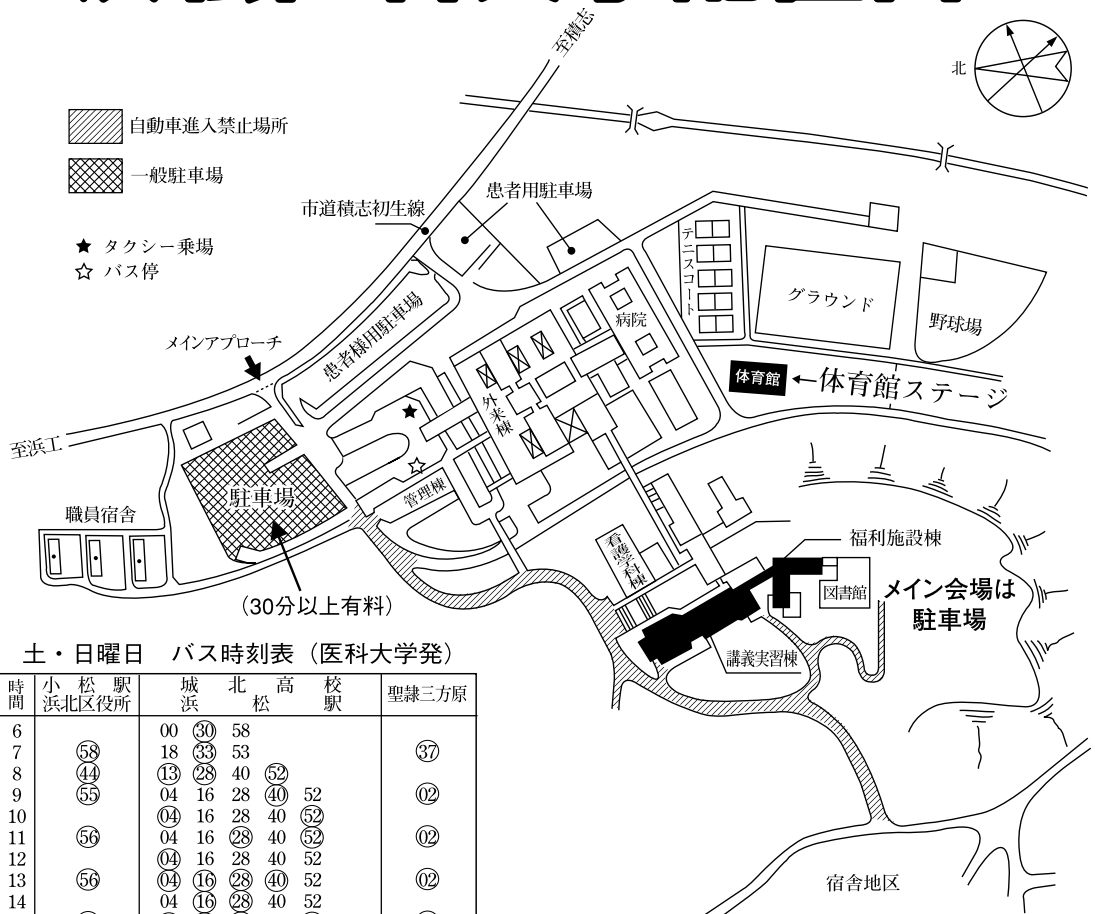 至積志
北
自動車進入禁止場所
一般駐車場
★ タクシー乗場
☆ バス停
市道積志初生線
患者用駐車場
メインアプローチ
患者様用駐車場
テニスコート
グラウンド
野球場
病院
外来棟
体育館
←体育館ステージ
至浜工
駐車場
管理棟
職員宿舎
(30分以上有料)
看護学科棟
福利施設棟
図書館
メイン会場は
駐車場
講義実習棟
宿舎地区
土・日曜日 バス時刻表(医科大学発)
時間 小松駅 浜北区役所 城北高校 浜松駅 聖隷三方原
6 00 30 58
7 58 18 33 53 37
8 44 13 28 40 52
9 55 04 16 28 40 52 02
10 04 16 28 40 52
11 56 04 16 28 40 52 02
12 04 16 28 40 52
13 56 04 16 28 40 52 02
14 04 16 28 40 52